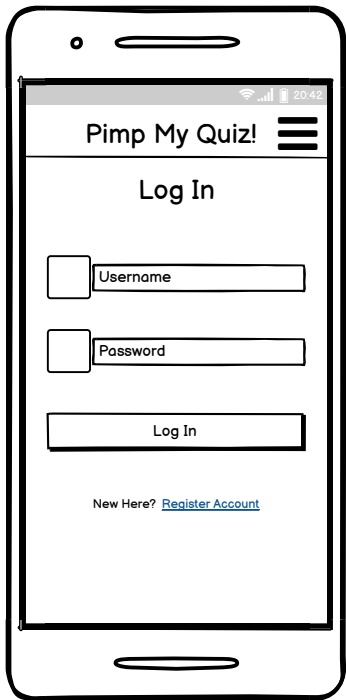 20:42
Pimp My Quiz!
Log In
Username
Password
Log In
New Here? Register Account